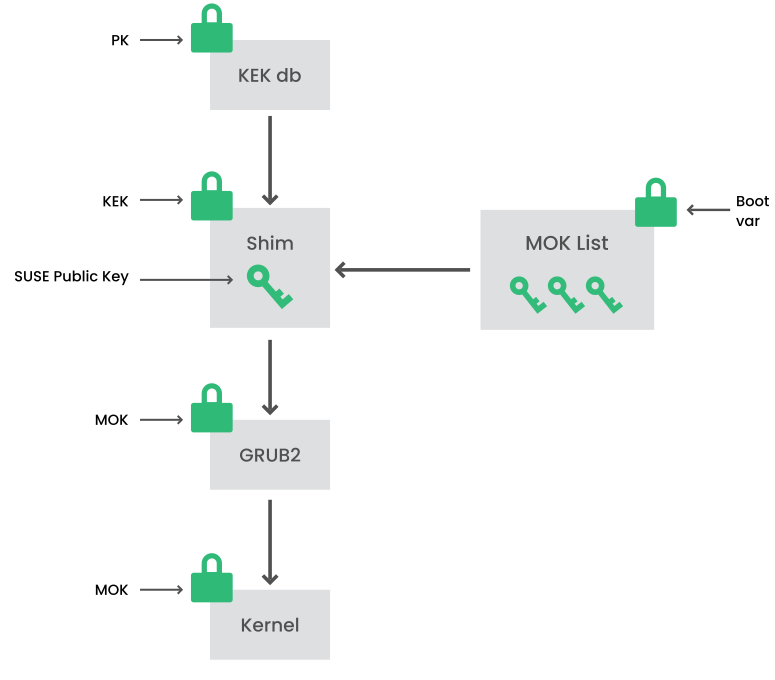 PK
KEK db
KEK
Shim
SUSE Public Key
MOK List
Boot
var
MOK
GRUB2
MOK
Kernel